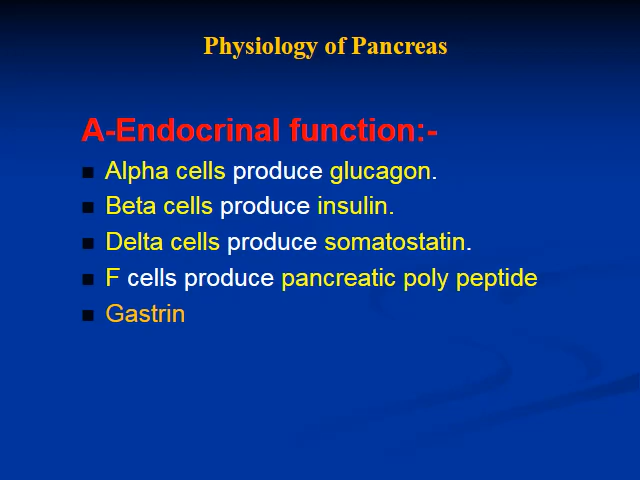 Physiology of Pancreas
A-Endocrinal function:-
Alpha cells produce glucagon.
Beta cells produce insulin.
Delta cells produce somatostatin.
F cells produce pancreatic poly peptide
Gastrin